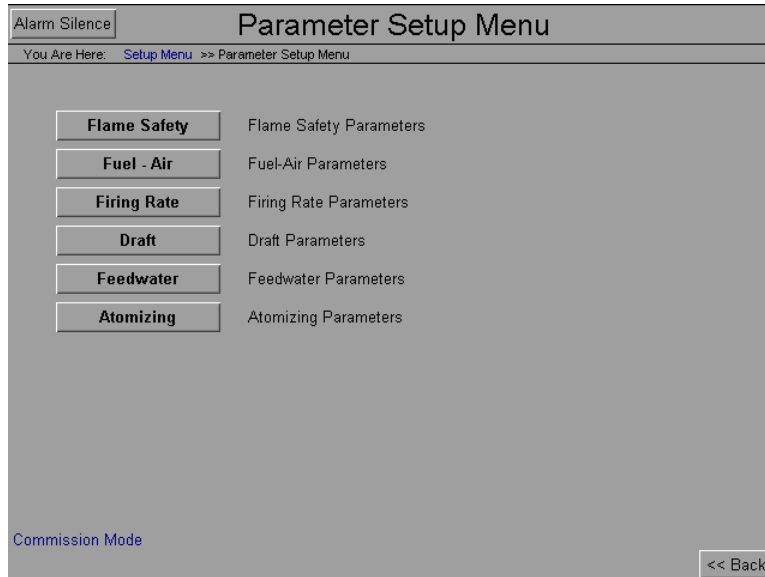 Alarm Silence
Parameter Setup Menu
You Are Here: Setup Menu >> Parameter Setup Menu
Flame Safety Flame Safety Parameters
Fuel - Air Fuel-Air Parameters
Firing Rate Firing Rate Parameters
Draft Draft Parameters
Feedwater Feedwater Parameters
Atomizing Atomizing Parameters
Commission Mode
<< Back